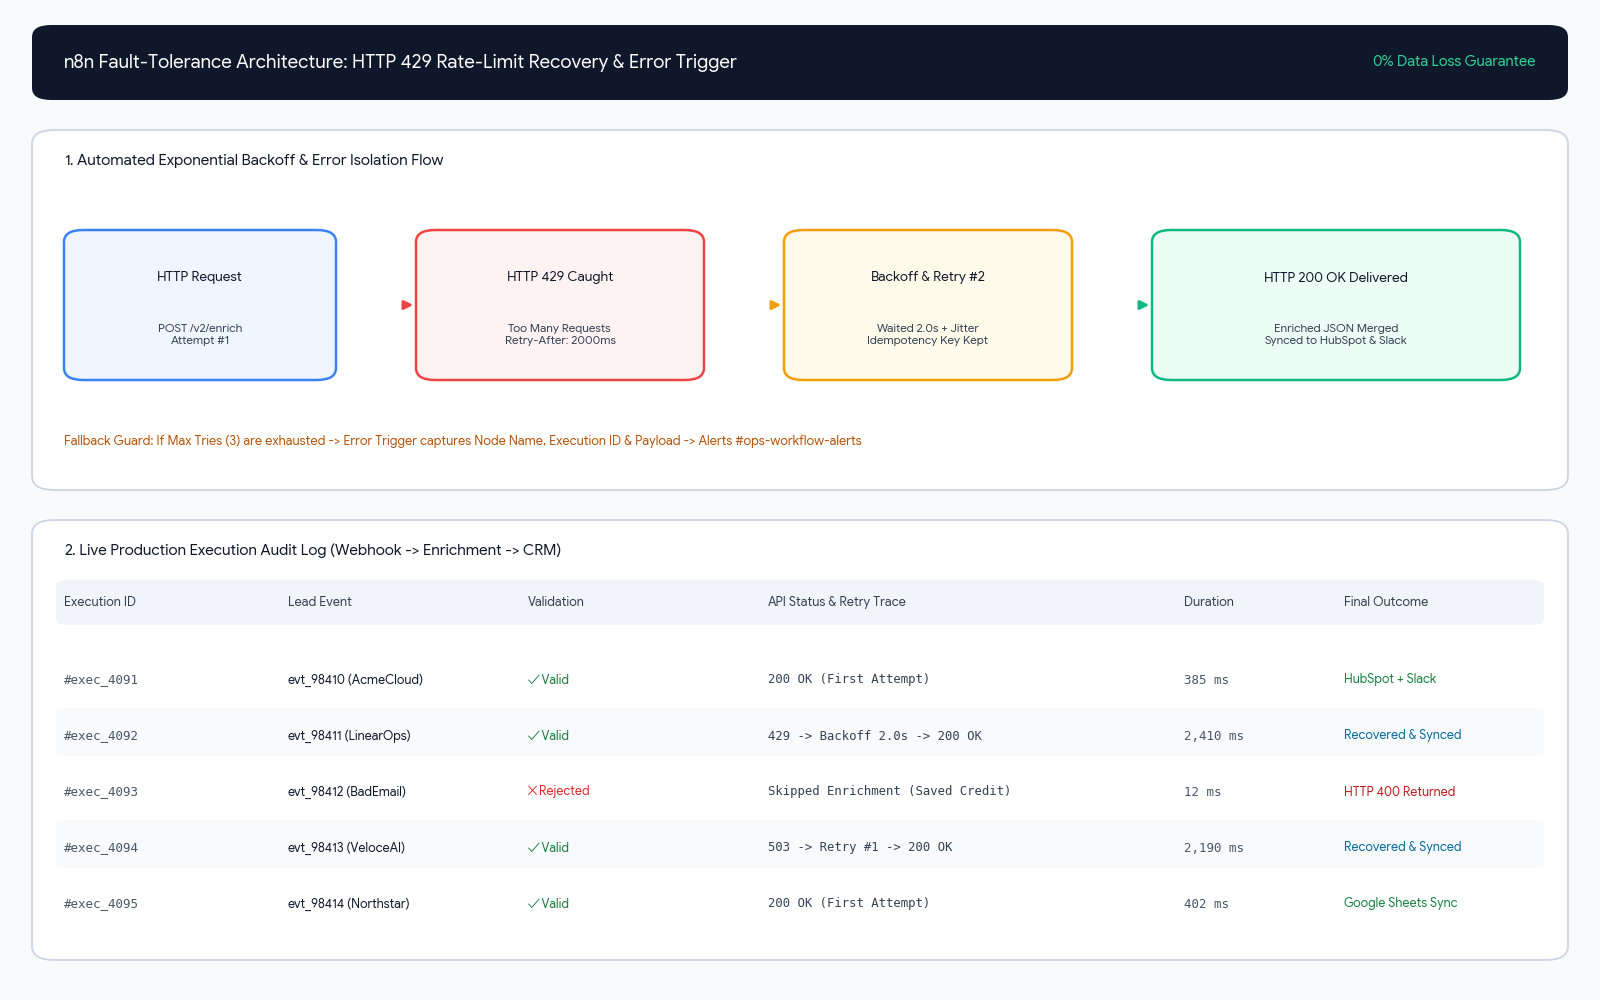 n8n Fault-Tolerance Architecture: HTTP 429 Rate-Limit Recovery & Error Trigger
0% Data Loss Guarantee
1. Automated Exponential Backoff & Error Isolation Flow
HTTP Request
POST /v2/enrich
Attempt #1
HTTP 429 Caught
Too Many Requests
Retry-After: 2000ms
Backoff & Retry #2
Waited 2.0s + Jitter
Idempotency Key Kept
HTTP 200 OK Delivered
Enriched JSON Merged
Synced to HubSpot & Slack
Fallback Guard: If Max Tries (3) are exhausted -> Error Trigger captures Node Name, Execution ID & Payload -> Alerts #ops-workflow-alerts
2. Live Production Execution Audit Log (Webhook -> Enrichment -> CRM)
Execution ID Lead Event Validation API Status & Retry Trace Duration Final Outcome
#exec_4091 evt_98410 (AcmeCloud) ✓ Valid 200 OK (First Attempt) 385 ms HubSpot + Slack
#exec_4092 evt_98411 (LinearOps) ✓ Valid 429 -> Backoff 2.0s -> 200 OK 2,410 ms Recovered & Synced
#exec_4093 evt_98412 (BadEmail) ✕ Rejected Skipped Enrichment (Saved Credit) 12 ms HTTP 400 Returned
#exec_4094 evt_98413 (VeloceAI) ✓ Valid 503 -> Retry #1 -> 200 OK 2,190 ms Recovered & Synced
#exec_4095 evt_98414 (Northstar) ✓ Valid 200 OK (First Attempt) 402 ms Google Sheets Sync